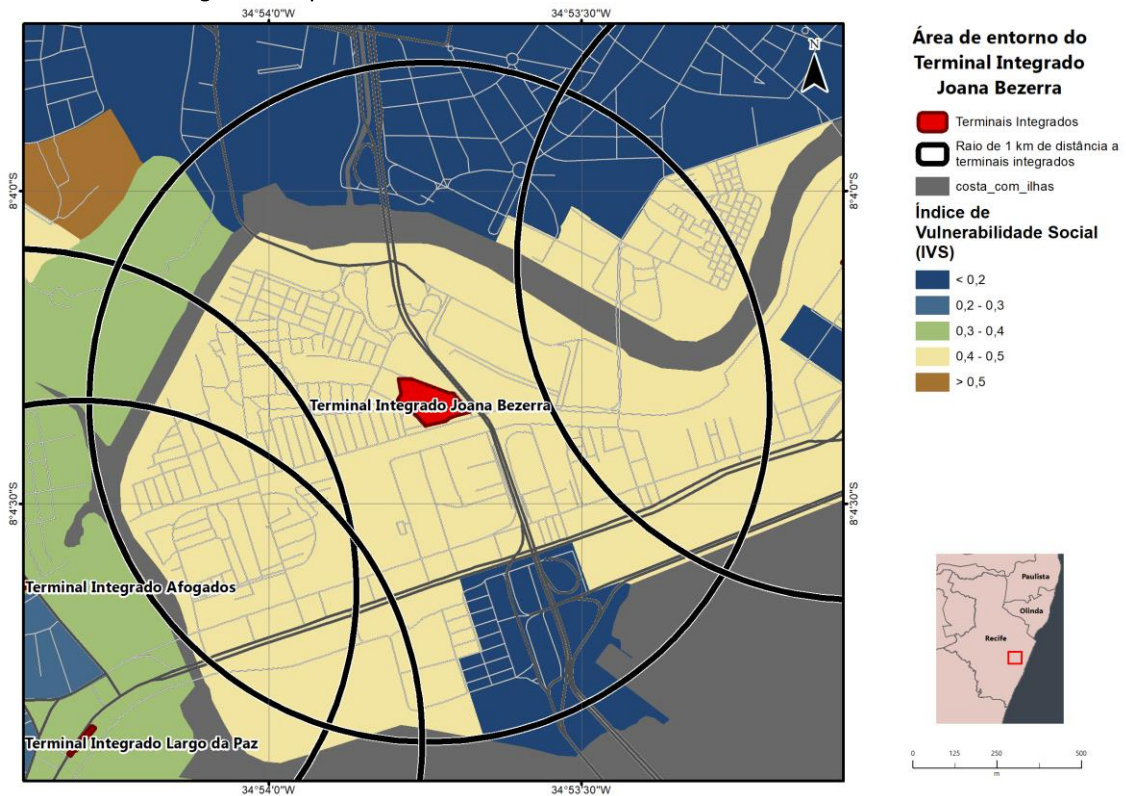 34°54'0"W
34°53'30"W
N
8°4'0"S
8°4'0"S
Terminal Integrado Joana Bezerra
8°4'30"S
8°4'30"S
Terminal Integrado Afogados
Terminal Integrado Largo da Paz
34°54'0"W
34°53'30"W
Área de entorno do
Terminal Integrado
Joana Bezerra
Terminais Integrados
Raio de 1 km de distância a
terminais integrados
costa_com_ilhas
Índice de
Vulnerabilidade Social
(IVS)
< 0,2
0,2 - 0,3
0,3 - 0,4
0,4 - 0,5
> 0,5
Paulista
Olinda
Recife
0 125 250 500
m